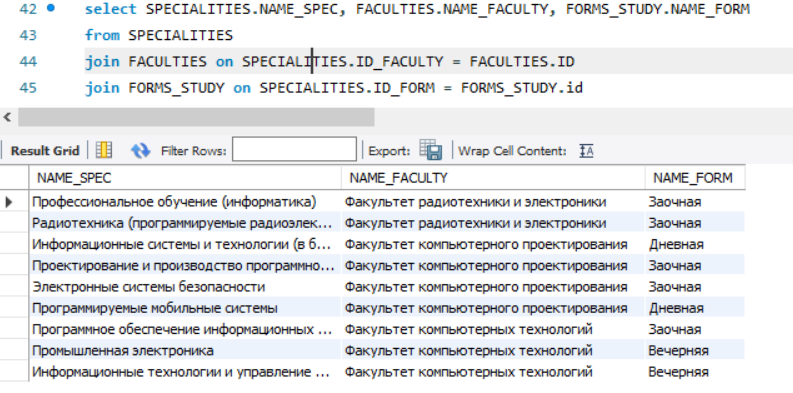 42 select SPECIALITIES.NAME_SPEC, FACULTIES.NAME_FACULTY, FORMS_STUDY.NAME_FORM
43 from SPECIALITIES
44 join FACULTIES on SPECIALITIES.ID_FACULTY = FACULTIES.ID
45 join FORMS_STUDY on SPECIALITIES.ID_FORM = FORMS_STUDY.id
Result Grid Filter Rows: Export: Wrap Cell Content:
NAME_SPEC NAME_FACULTY NAME_FORM
Профессиональное обучение (информатика) Факультет радиотехники и электроники Заочная
Радиотехника (программируемые радиоэлек... Факультет радиотехники и электроники Заочная
Информационные системы и технологии (в б... Факультет компьютерного проектирования Дневная
Проектирование и производство программно... Факультет компьютерного проектирования Заочная
Электронные системы безопасности Факультет компьютерного проектирования Заочная
Программируемые мобильные системы Факультет компьютерного проектирования Дневная
Программное обеспечение информационных ... Факультет компьютерных технологий Заочная
Промышленная электроника Факультет компьютерных технологий Вечерняя
Информационные технологии и управление ... Факультет компьютерных технологий Вечерняя